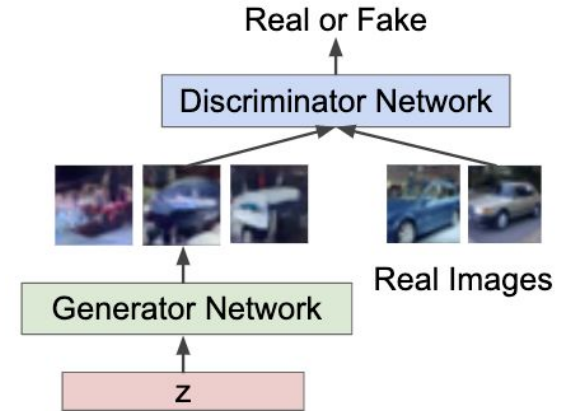 Real or Fake
Discriminator Network
Real Images
Generator Network
z